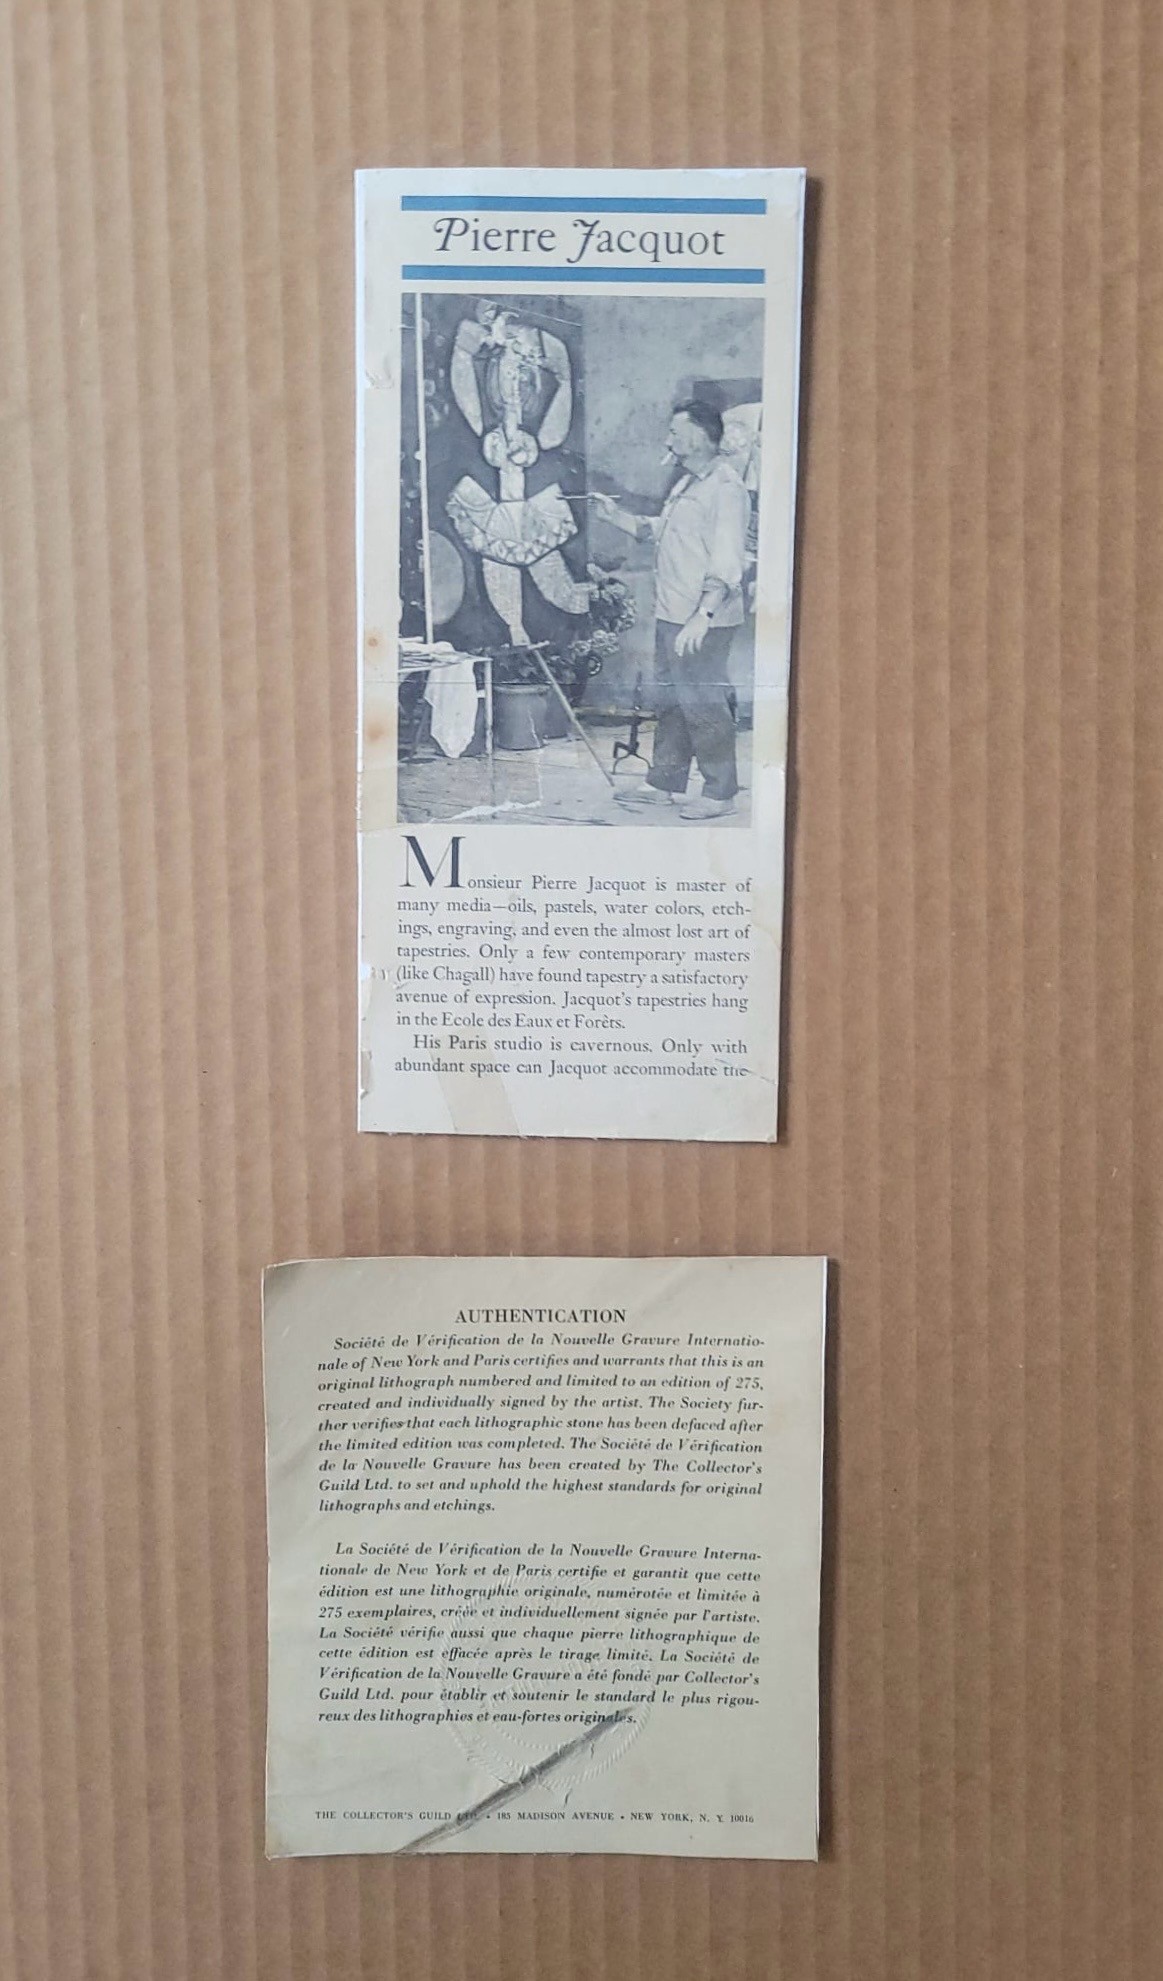 Pierre Jacquot
Monsieur Pierre Jacquot is master of
many media—oils, pastels, water colors, etch-
ings, engraving, and even the almost lost art of
tapestries. Only a few contemporary masters
(like Chagall) have found tapestry a satisfactory
avenue of expression. Jacquot's tapestries hang
in the Ecole des Eaux et Forêts.
His Paris studio is cavernous. Only with
abundant space can Jacquot accommodate the
AUTHENTICATION
Société de Vérification de la Nouvelle Gravure Internatio-
nale of New York and Paris certifies and warrants that this is an
original lithograph numbered and limited to an edition of 275,
created and individually signed by the artist. The Society fur-
ther verifies that each lithographic stone has been defaced after
the limited edition was completed. The Société de Vérification
de la Nouvelle Gravure has been created by The Collector's
Guild Ltd. to set and uphold the highest standards for original
lithographs and etchings.
La Société de Vérification de la Nouvelle Gravure Interna-
tionale de New York et de Paris certifie et garantit que cette
édition est une lithographie originale, numérotée et limitée à
275 exemplaires, créée et individuellement signée par l'artiste.
La Société vérifie aussi que chaque pierre lithographique de
cette édition est effacée après le tirage limité. La Société de
Vérification de la Nouvelle Gravure a été fondé par Collector's
Guild Ltd. pour établir et soutenir le standard le plus rigou-
reux des lithographies et eau-fortes originales.
THE COLLECTOR'S GUILD LTD. • 185 MADISON AVENUE • NEW YORK, N. Y. 10016